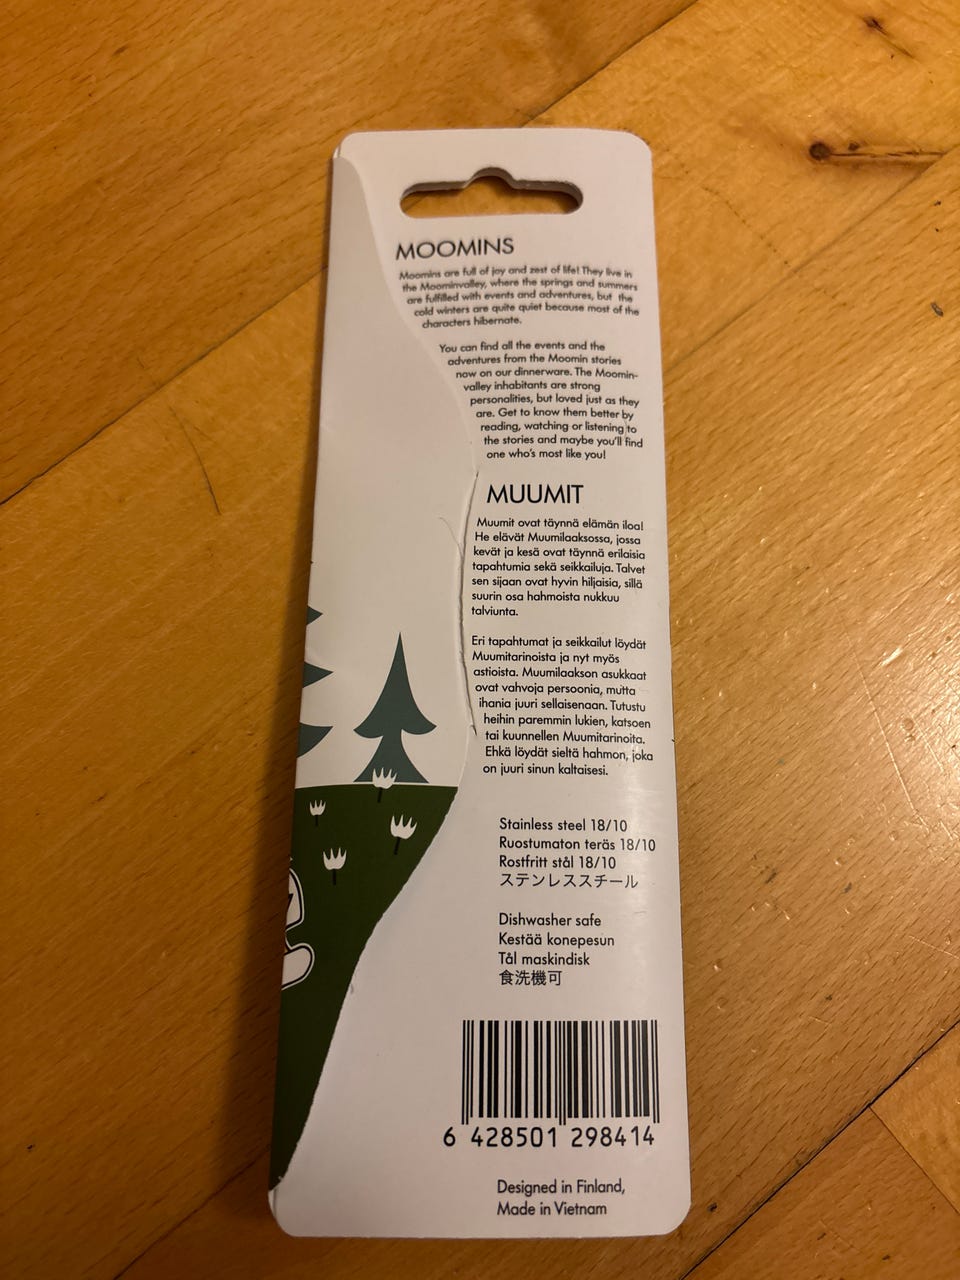 MOOMINS
Moomins are full of joy and zest of life! They live in
the Moominvalley, where the springs and summers
are fulfilled with events and adventures, but the
cold winters are quite quiet because most of the
characters hibernate.
You can find all the events and the
adventures from the Moomin stories
now on our dinnerware. The Moomin-
valley inhabitants are strong
personalities, but loved just as they
are. Get to know them better by
reading, watching or listening to
the stories and maybe you'll find
one who's most like you!
MUUMIT
Muumit ovat täynnä elämän iloa!
He elävät Muumilaaksossa, jossa
kevät ja kesä ovat täynnä erilaisia
tapahtumia sekä seikkailuja. Talvet
sen sijaan ovat hyvin hiljaisia, sillä
suurin osa hahmoista nukkuu
talviunta.
Eri tapahtumat ja seikkailut löydät
Muumitarinoista ja nyt myös
astioista. Muumilaakson asukkaat
ovat vahvoja persoonia, mutta
ihania juuri sellaisenaan. Tutustu
heihin paremmin lukien, katsoen
tai kuunnellen Muumitarinoita.
Ehkä löydät sieltä hahmon, joka
on juuri sinun kaltaisesi.
Stainless steel 18/10
Ruostumaton teräs 18/10
Rostfritt stål 18/10
ステンレススチール
Dishwasher safe
Kestää konepesun
Tål maskindisk
食洗機可
6 428501 298414
Designed in Finland,
Made in Vietnam